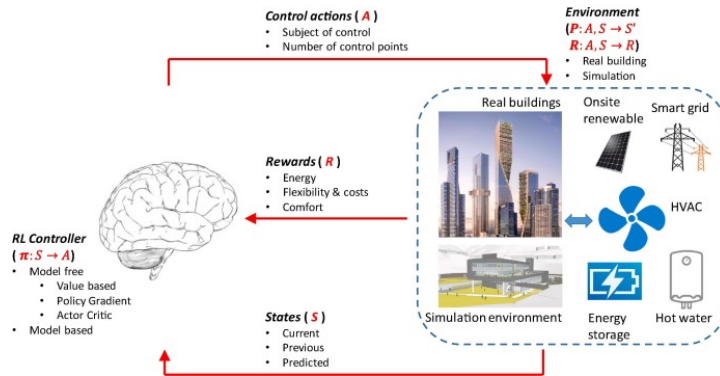 Control actions ( A )
• Subject of control
• Number of control points
Environment
(P: A, S → S'
R: A, S → R)
• Real building
• Simulation
Real buildings
Onsite
renewable
Smart grid
Rewards ( R )
• Energy
• Flexibility & costs
• Comfort
HVAC
RL Controller
( π: S → A)
• Model free
• Value based
• Policy Gradient
• Actor Critic
• Model based
States ( S )
• Current
• Previous
• Predicted
Simulation environment
Energy
storage
Hot water